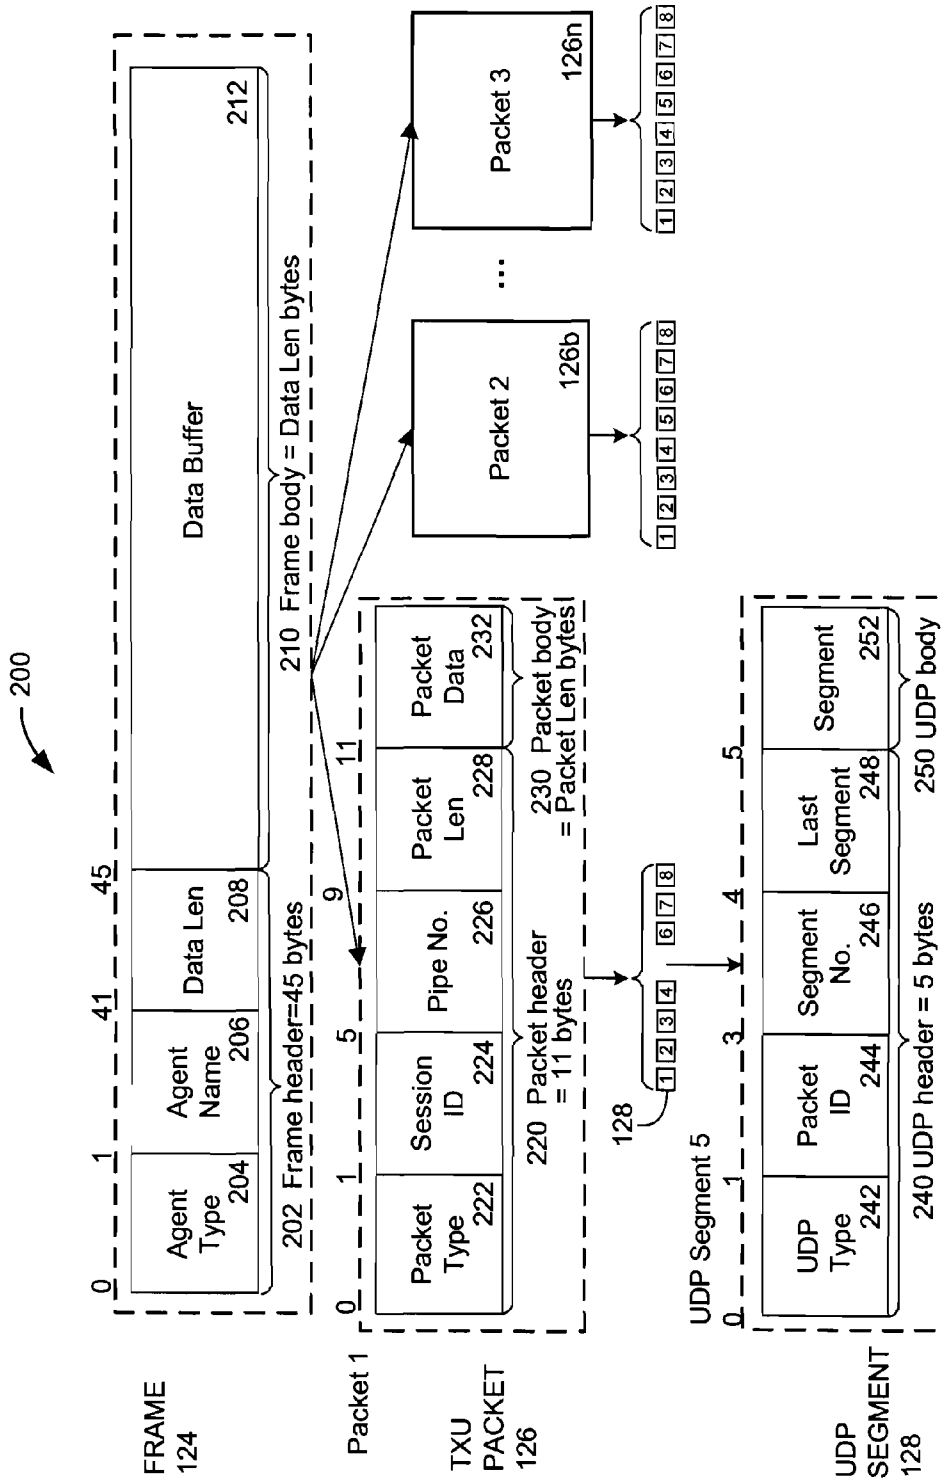 200
FRAME
124
0
1
41
45
Agent
Type
204
Agent
Name
206
Data Len
208
Data Buffer
212
202 Frame header=45 bytes
210 Frame body = Data Len bytes
Packet 1
TXU
PACKET
126
0
1
5
9
11
Packet
Type
222
Session
ID
224
Pipe No.
226
Packet
Len
228
Packet
Data
232
220 Packet header
= 11 bytes
230 Packet body
= Packet Len bytes
Packet 2
126b
...
Packet 3
126n
128
1 2 3 4 6 7 8
1 2 3 4 5 6 7 8
1 2 3 4 5 6 7 8
UDP Segment 5
UDP
SEGMENT
128
0
1
3
4
5
UDP
Type
242
Packet
ID
244
Segment
No.
246
Last
Segment
248
Segment
252
240 UDP header = 5 bytes
250 UDP body